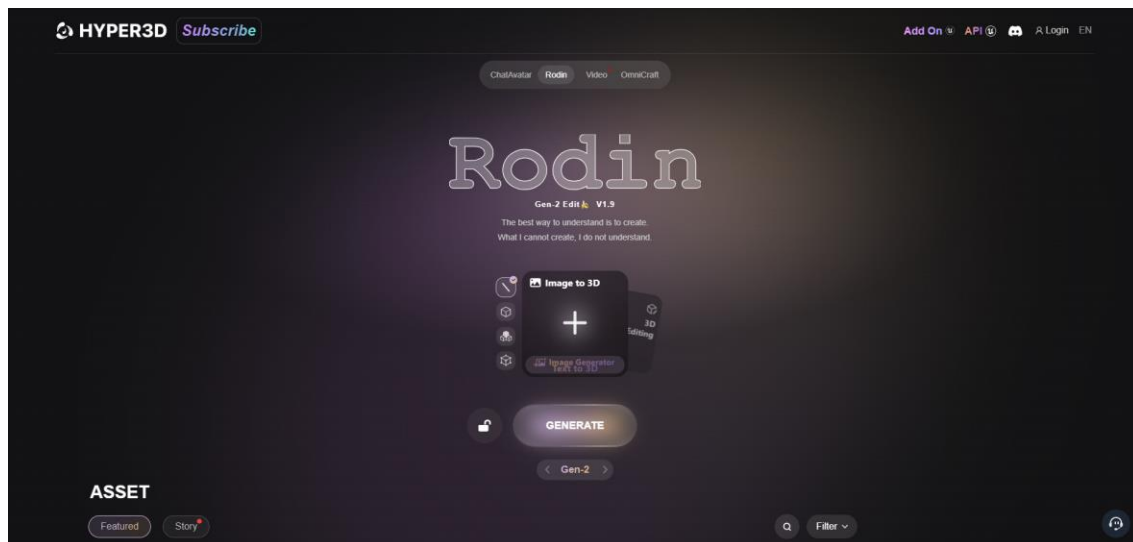 HYPER3D Subscribe
Add On API Login EN
ChatAvatar Rodin Video OmniCraft
Rodin
Gen-2 Edit V1.9
The best way to understand is to create.
What I cannot create, I do not understand.
Image to 3D
3D
Editing
Image Generator
Text to 3D
GENERATE
Gen-2
ASSET
Featured Story Filter